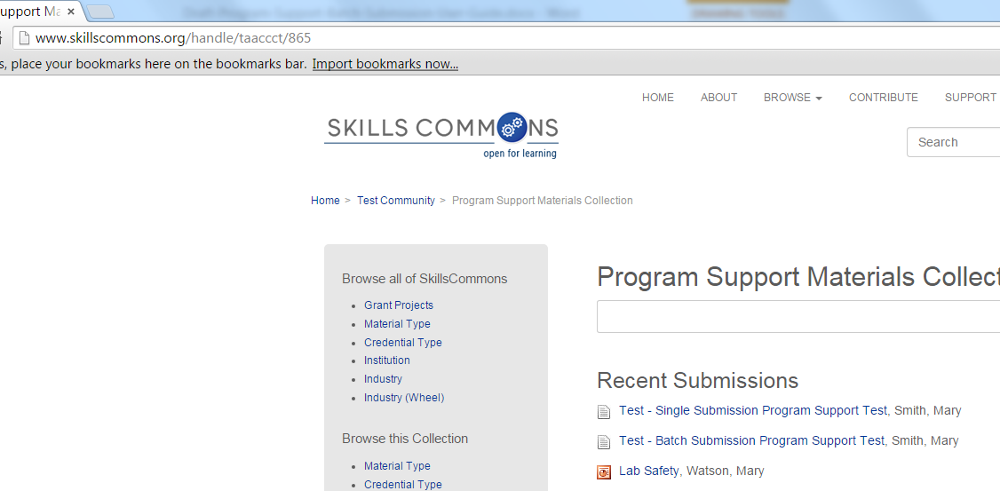 upport Ma
www.skillscommons.org/handle/taaccct/865
s, place your bookmarks here on the bookmarks bar. Import bookmarks now...
HOME ABOUT BROWSE CONTRIBUTE SUPPORT
SKILLS COMMONS
open for learning
Search
Home > Test Community > Program Support Materials Collection
Browse all of SkillsCommons
Grant Projects
Material Type
Credential Type
Institution
Industry
Industry (Wheel)
Browse this Collection
Material Type
Credential Type
Program Support Materials Collect
Recent Submissions
Test - Single Submission Program Support Test, Smith, Mary
Test - Batch Submission Program Support Test, Smith, Mary
Lab Safety, Watson, Mary